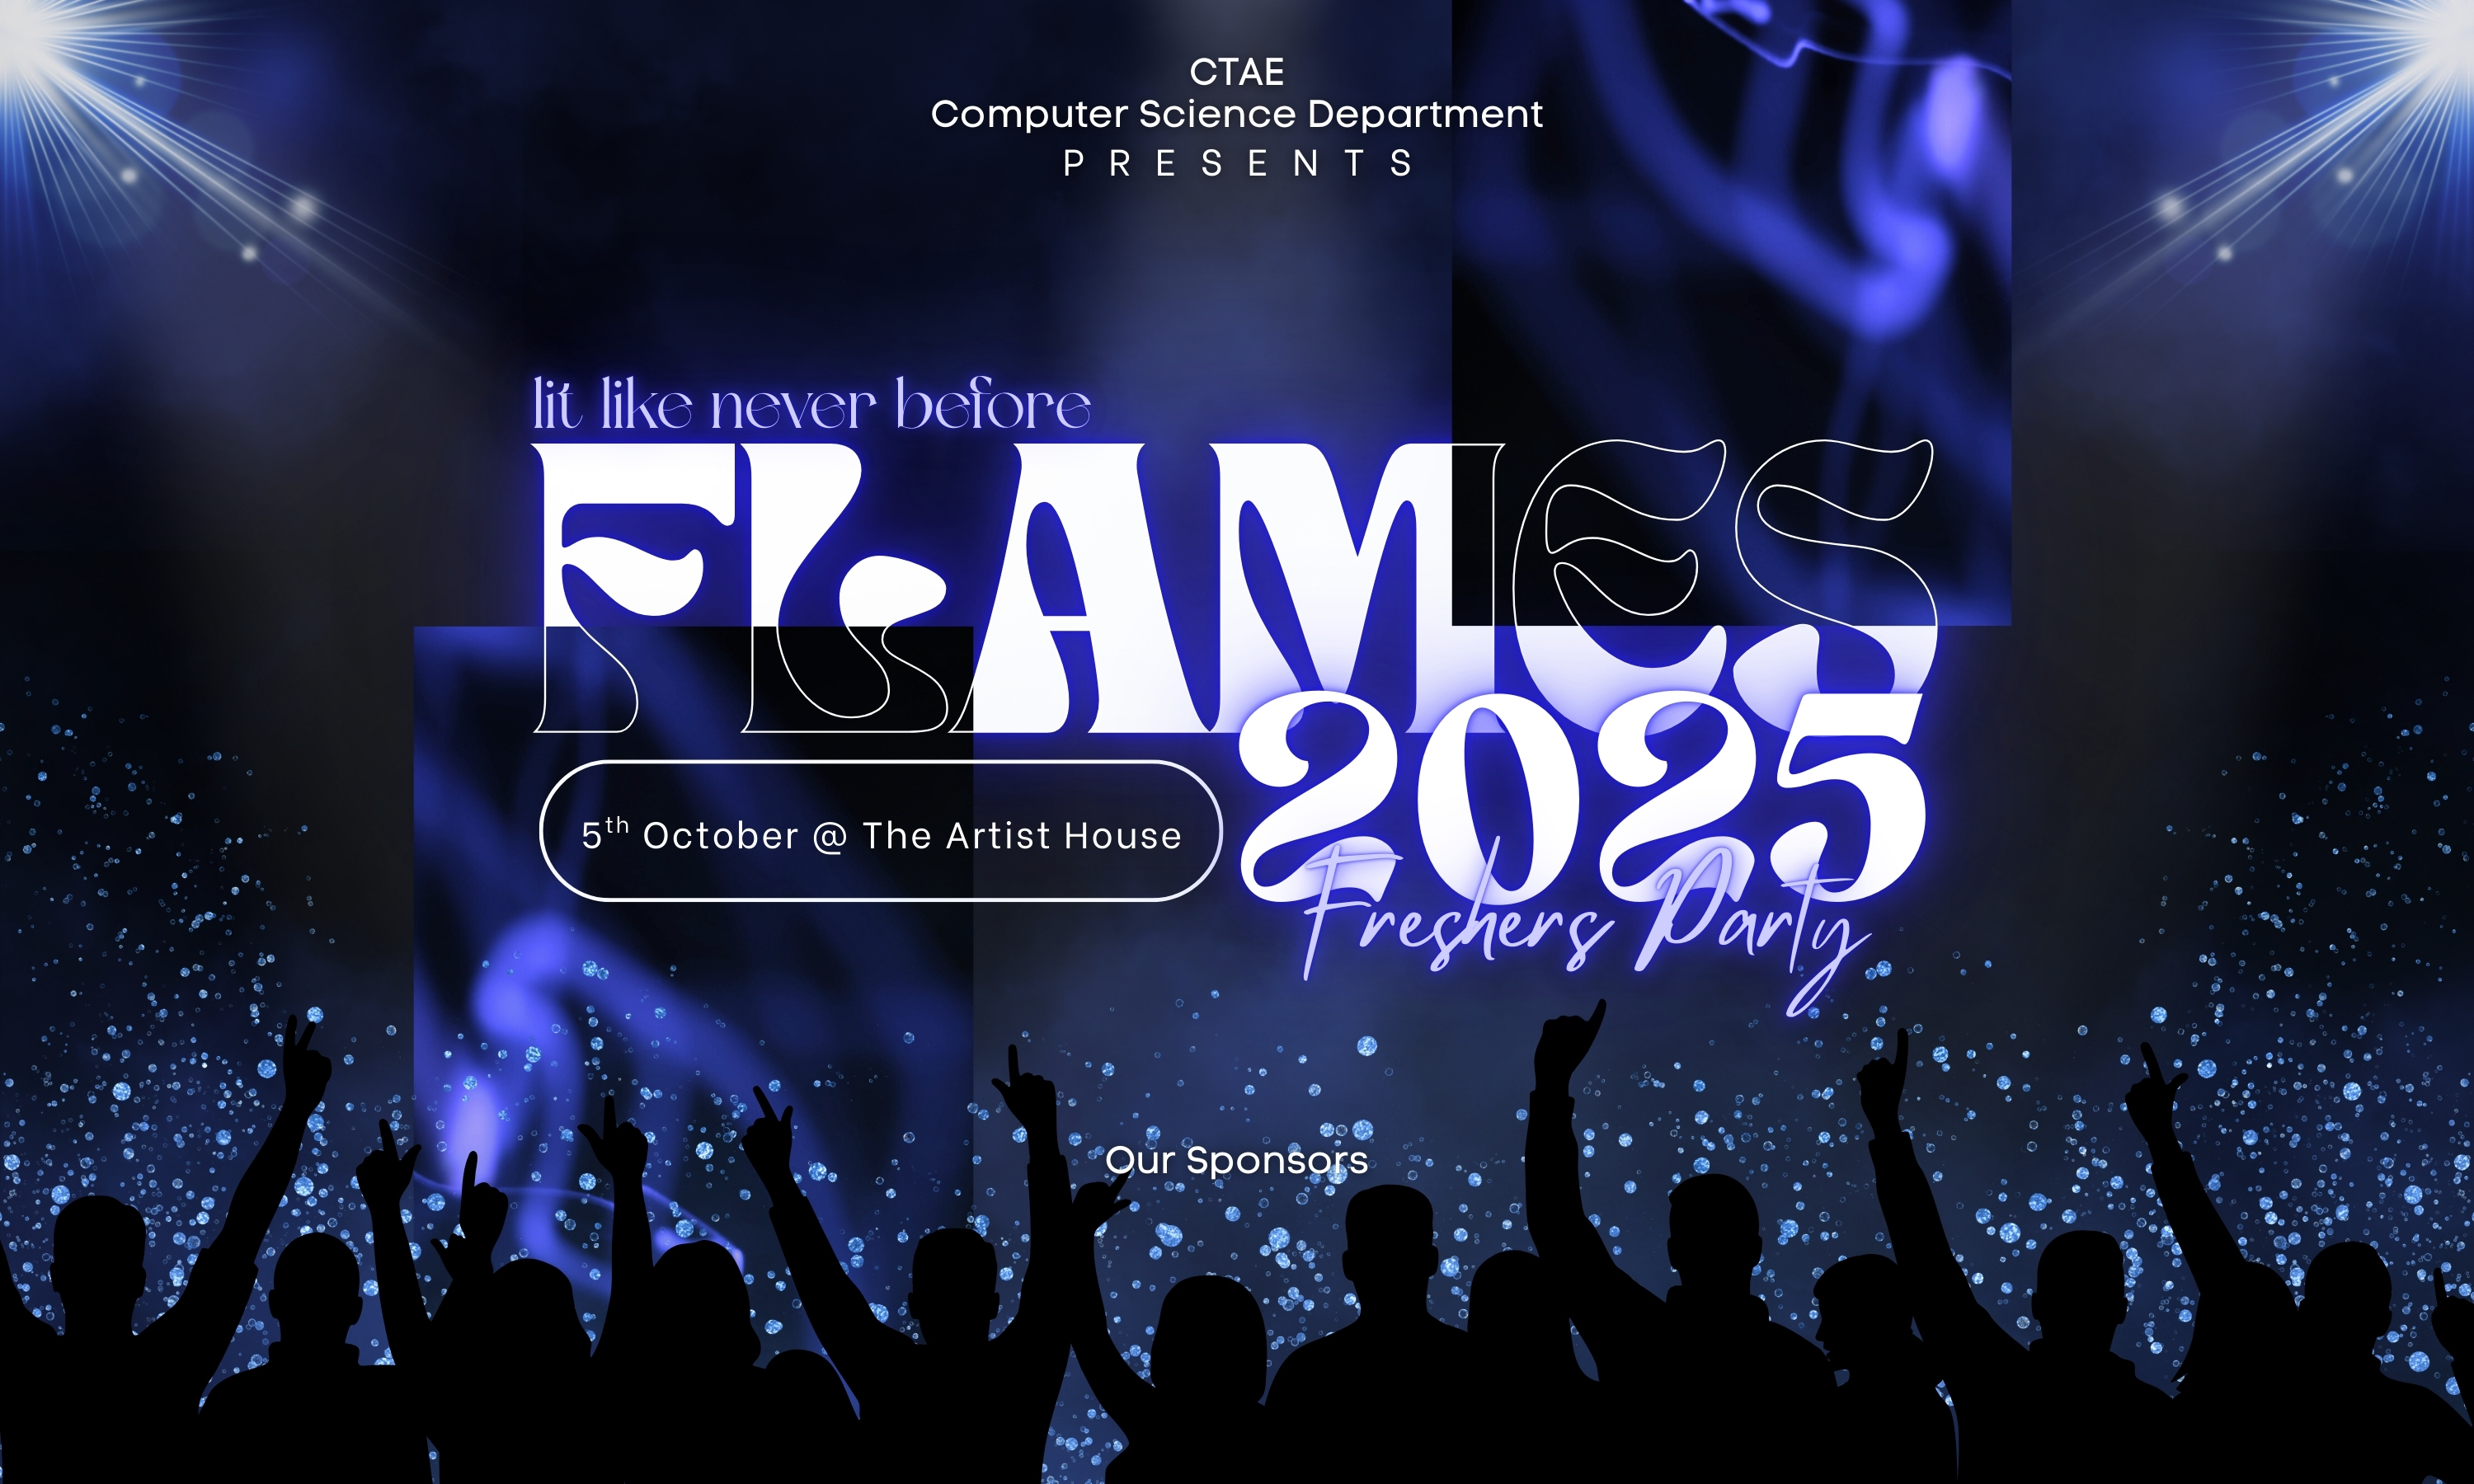 CTAE
Computer Science Department
PRESENTS
lit like never before
FLAMES
2025
5th October @ The Artist House
Freshers Party
Our Sponsors